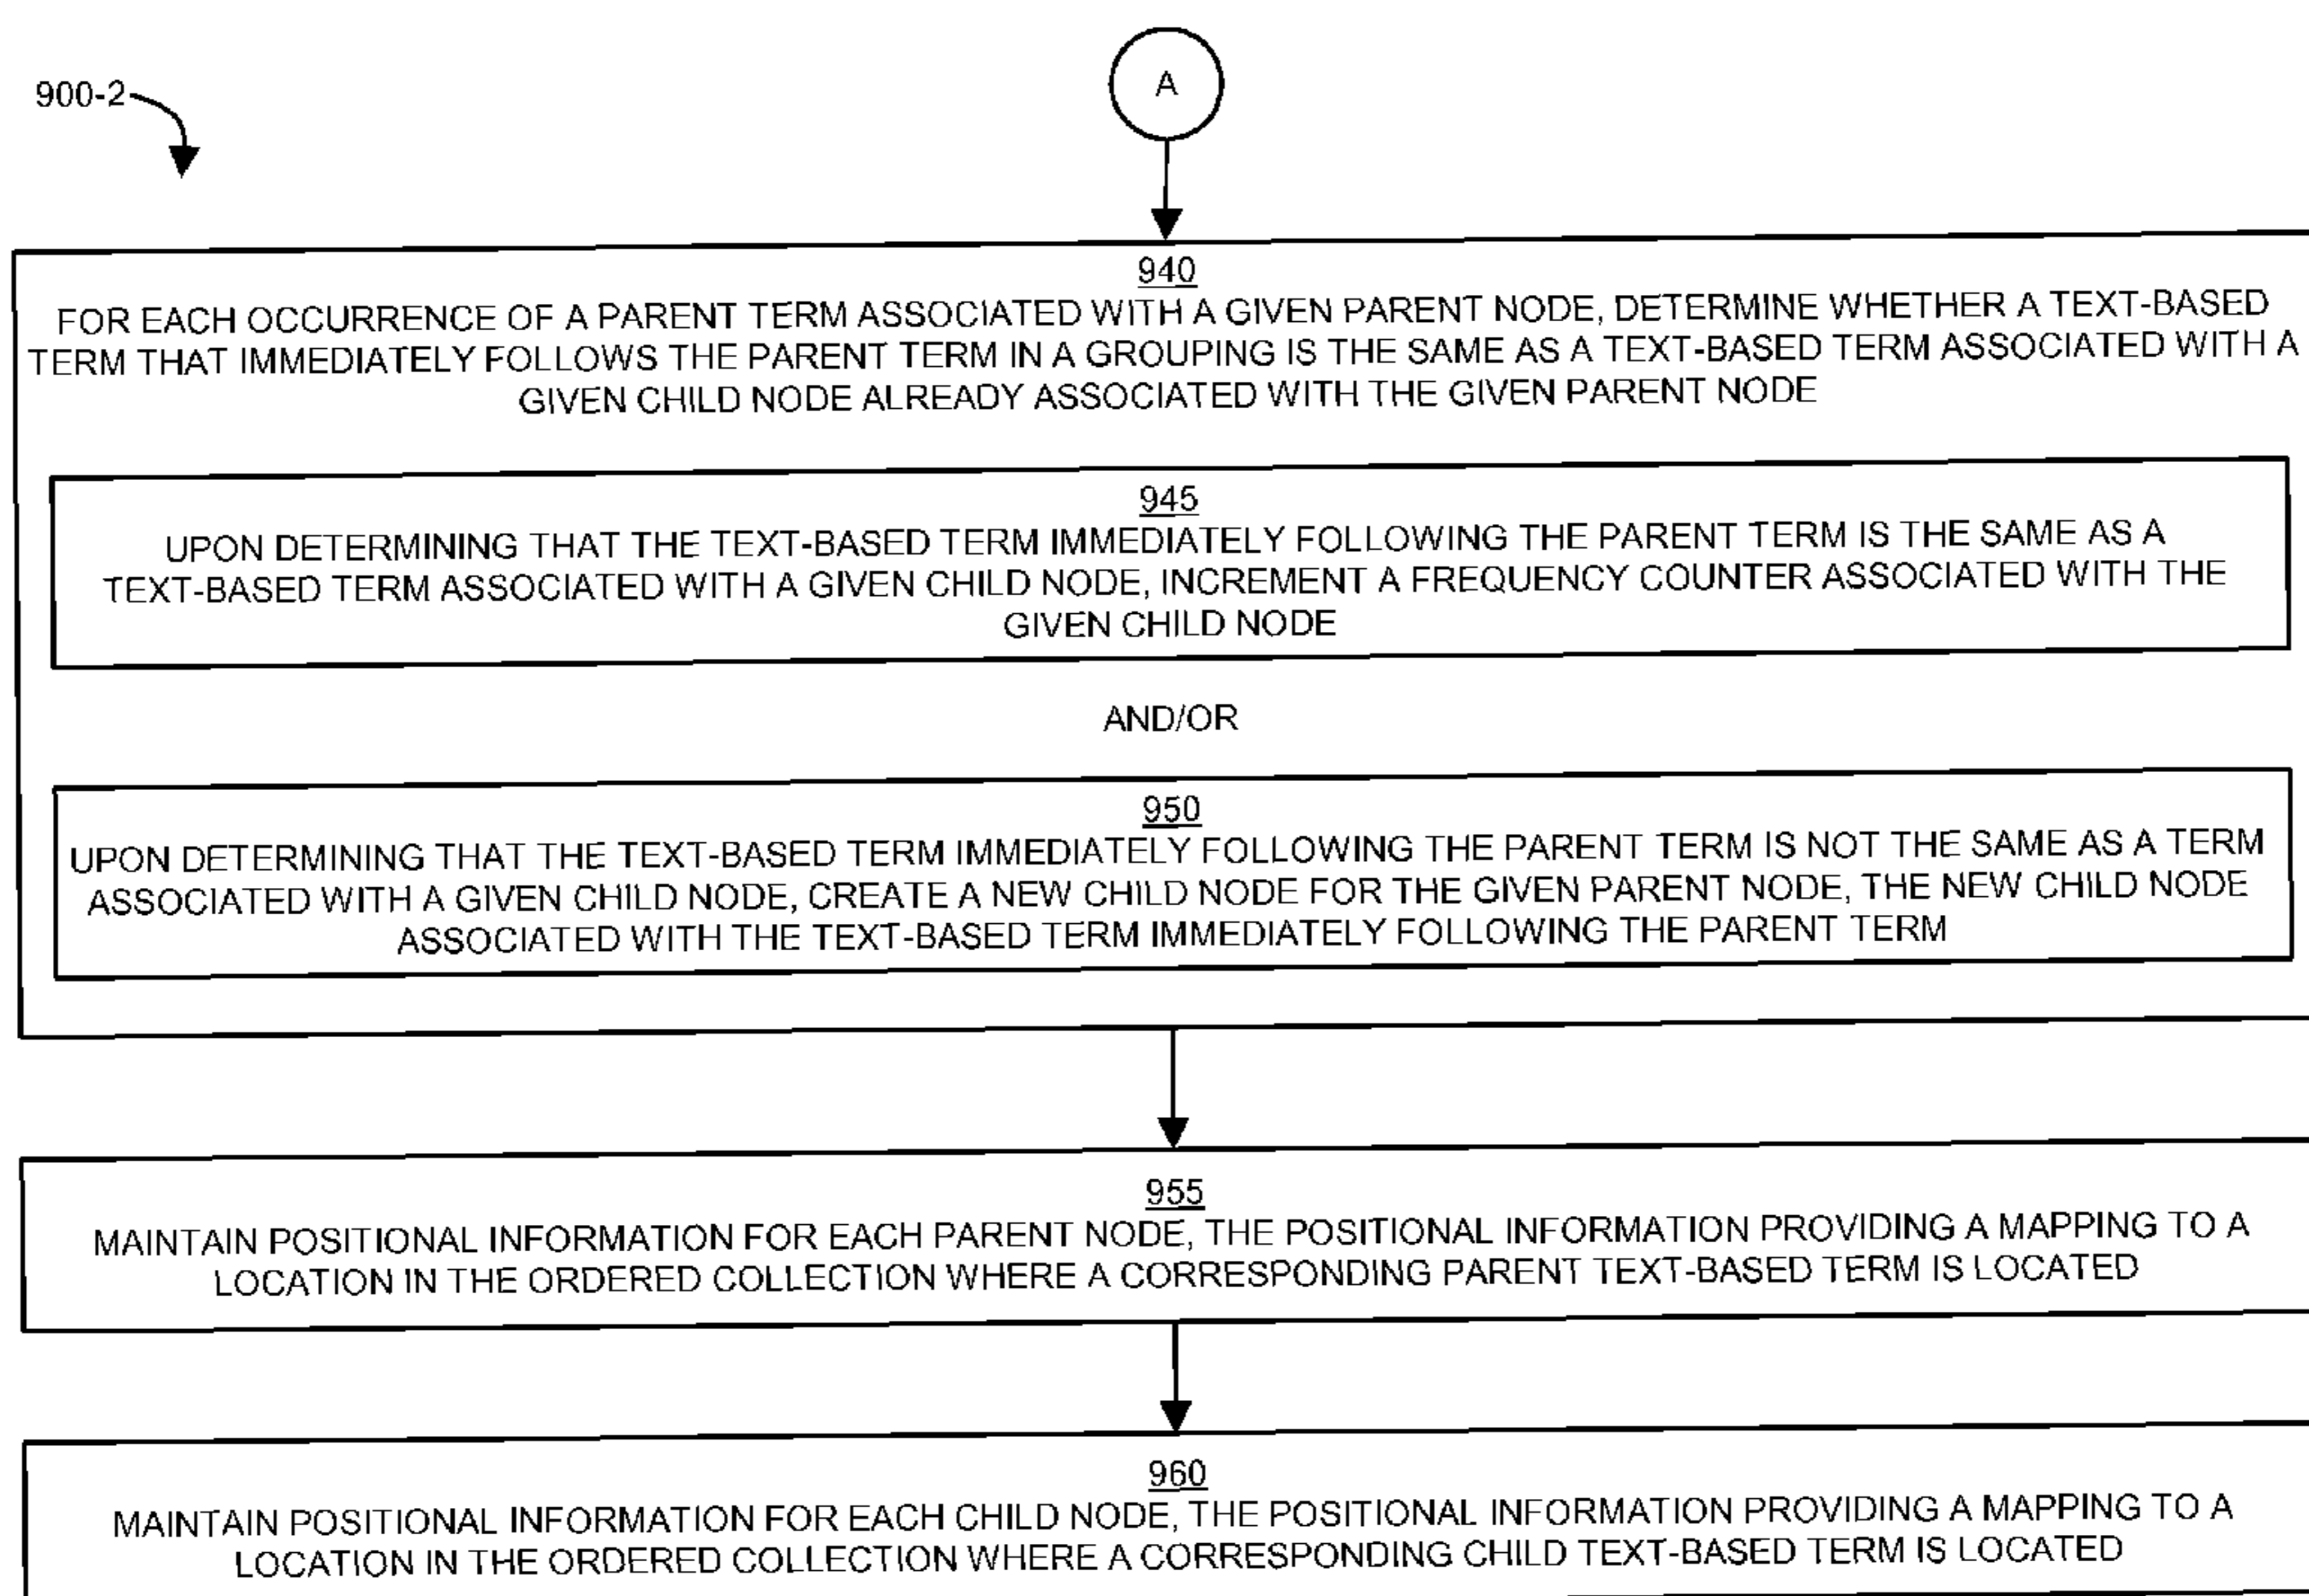 900-2
A
940
FOR EACH OCCURRENCE OF A PARENT TERM ASSOCIATED WITH A GIVEN PARENT NODE, DETERMINE WHETHER A TEXT-BASED
TERM THAT IMMEDIATELY FOLLOWS THE PARENT TERM IN A GROUPING IS THE SAME AS A TEXT-BASED TERM ASSOCIATED WITH A
GIVEN CHILD NODE ALREADY ASSOCIATED WITH THE GIVEN PARENT NODE
945
UPON DETERMINING THAT THE TEXT-BASED TERM IMMEDIATELY FOLLOWING THE PARENT TERM IS THE SAME AS A
TEXT-BASED TERM ASSOCIATED WITH A GIVEN CHILD NODE, INCREMENT A FREQUENCY COUNTER ASSOCIATED WITH THE
GIVEN CHILD NODE
AND/OR
950
UPON DETERMINING THAT THE TEXT-BASED TERM IMMEDIATELY FOLLOWING THE PARENT TERM IS NOT THE SAME AS A TERM
ASSOCIATED WITH A GIVEN CHILD NODE, CREATE A NEW CHILD NODE FOR THE GIVEN PARENT NODE, THE NEW CHILD NODE
ASSOCIATED WITH THE TEXT-BASED TERM IMMEDIATELY FOLLOWING THE PARENT TERM
955
MAINTAIN POSITIONAL INFORMATION FOR EACH PARENT NODE, THE POSITIONAL INFORMATION PROVIDING A MAPPING TO A
LOCATION IN THE ORDERED COLLECTION WHERE A CORRESPONDING PARENT TEXT-BASED TERM IS LOCATED
960
MAINTAIN POSITIONAL INFORMATION FOR EACH CHILD NODE, THE POSITIONAL INFORMATION PROVIDING A MAPPING TO A
LOCATION IN THE ORDERED COLLECTION WHERE A CORRESPONDING CHILD TEXT-BASED TERM IS LOCATED